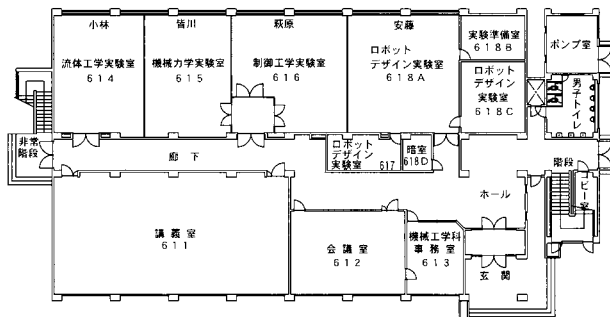 小林
流体工学実験室
614
皆川
機械力学実験室
615
萩原
制御工学実験室
616
安藤
ロボット
デザイン実験室
618A
実験準備室
618B
ロボット
デザイン
実験室
618C
ポンプ室
男子トイレ
非常
階段
廊下
ロボット
デザイン
実験室
617
暗室
618D
階段
コピー室
ホール
講義室
611
会議室
612
機械工学科
事務室
613
玄関